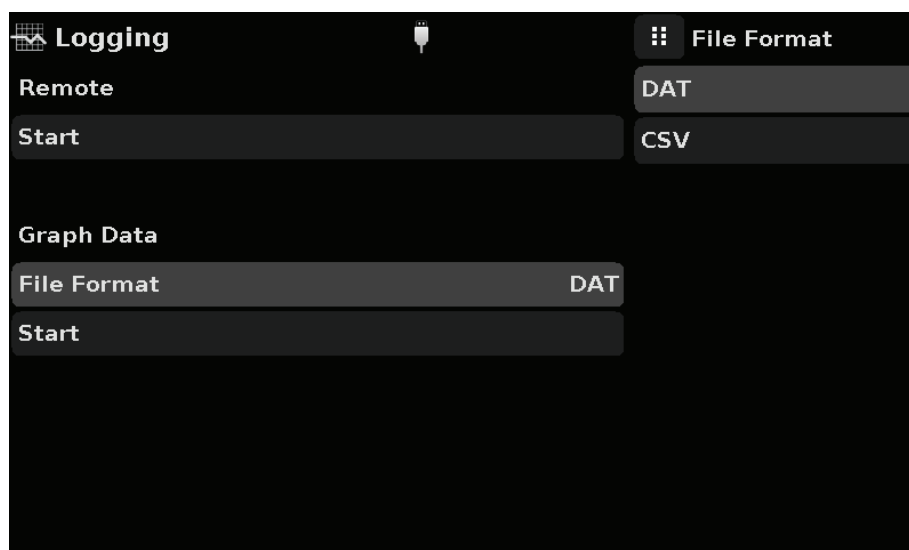 Logging
Remote
Start
Graph Data
File Format DAT
Start
File Format
DAT
CSV